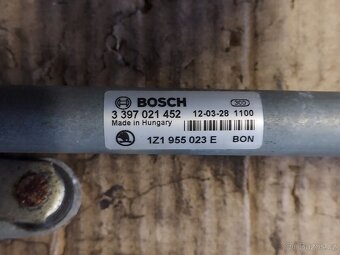 BOSCH
3 397 021 452 12-03-28 1100
Made in Hungary
1Z1 955 023 E BON